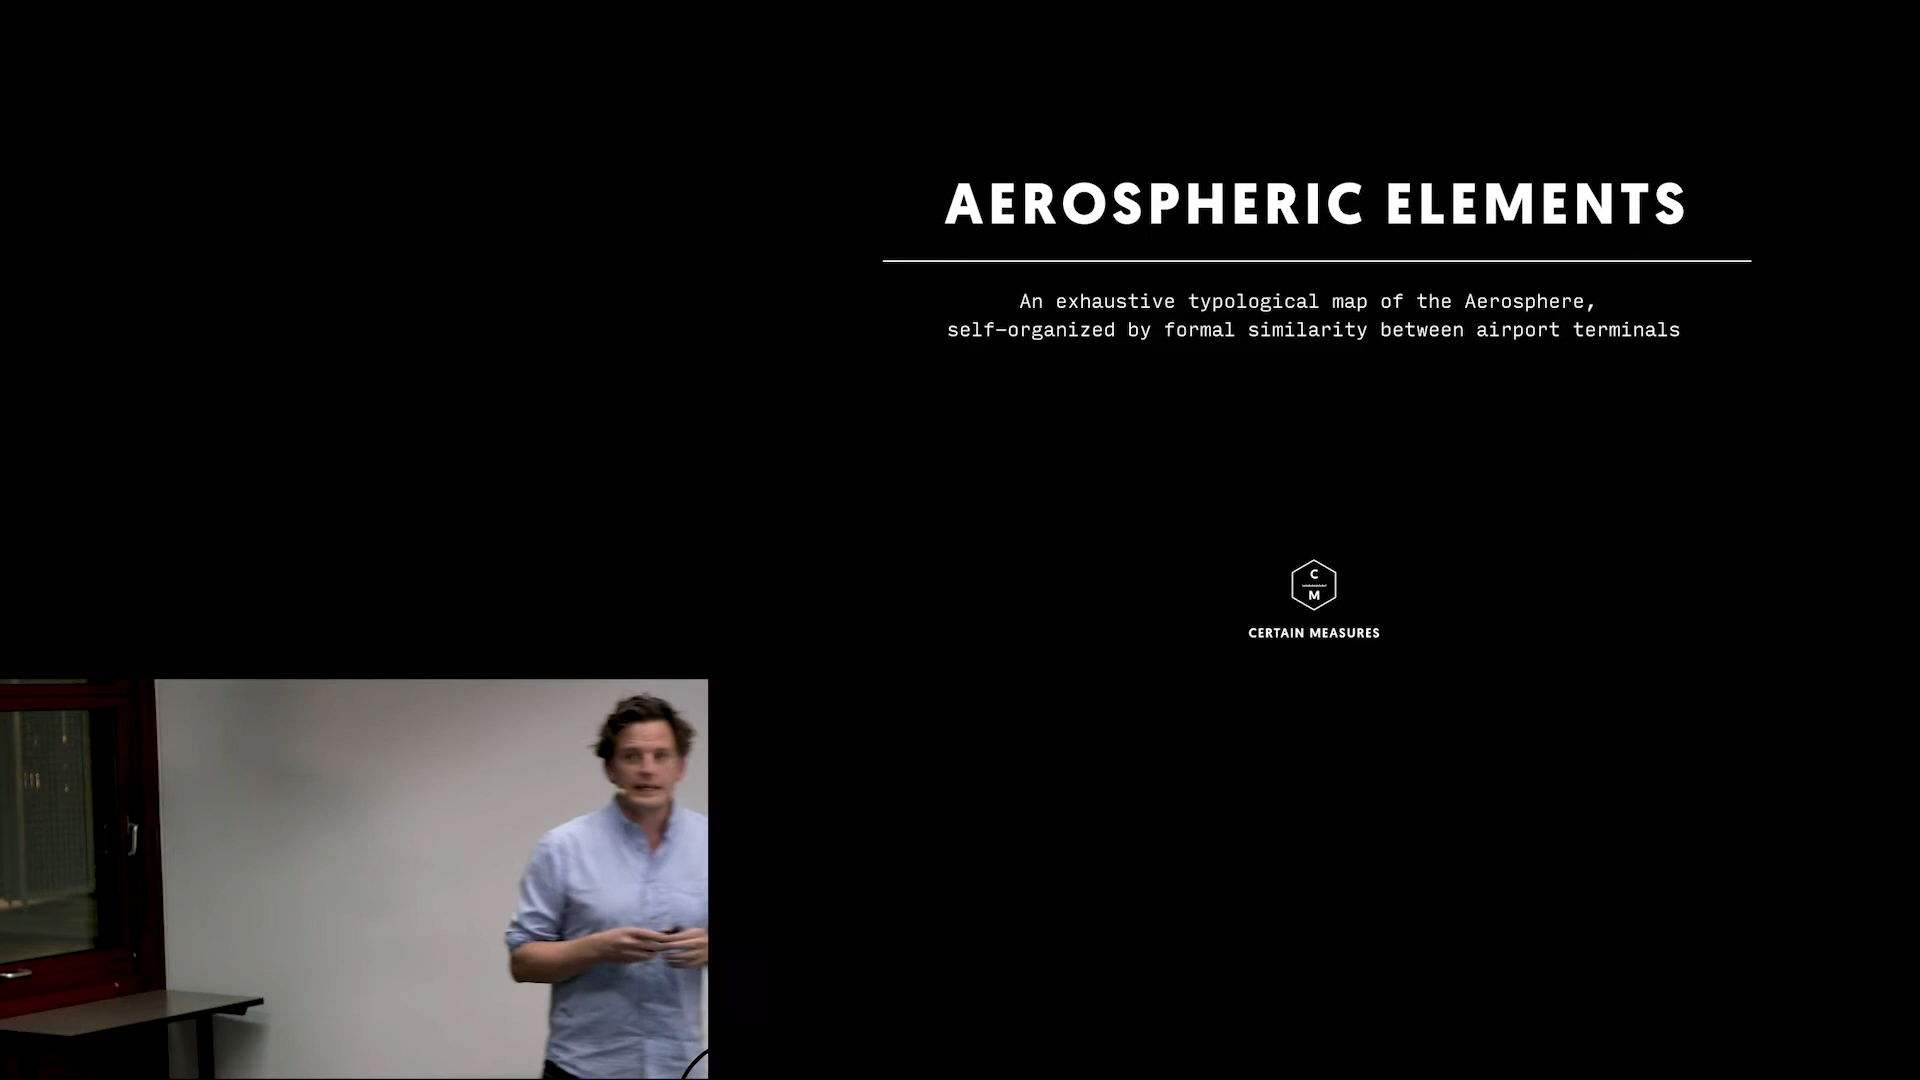 AEROSPHERIC ELEMENTS
An exhaustive typological map of the Aerosphere,
self-organized by formal similarity between airport terminals
C
M
CERTAIN MEASURES